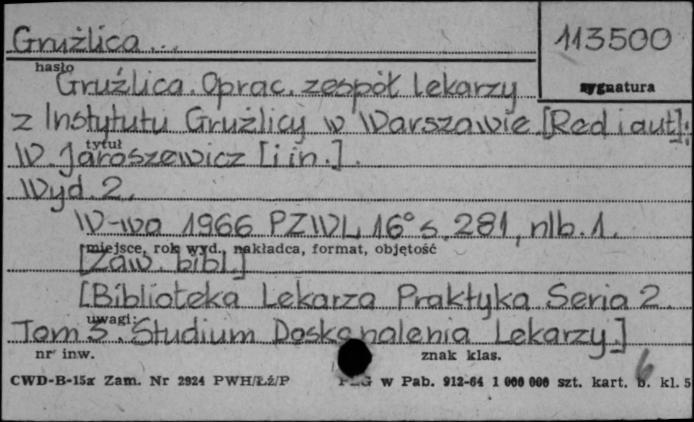 Gruźlica...
113500
hasło
sygnatura
Gruźlica. Oprac. zespół lekarzy
z Instytutu Gruźlicy w Warszawie [Red i aut]:
tytuł
W. Jaroszewicz [i in.].
Wyd. 2.
W-wa 1966 PZWL 16° s. 281, nlb. 1.
miejsce, rok wyd., nakładca, format, objętość
[Zaw. bibl.]
[Biblioteka Lekarza Praktyka Seria 2.
uwagi:
Tom 5. Studium Doskonalenia Lekarzy.]
nr inw.
znak klas.
6
CWD-B-15a Zam. Nr 2924 PWH/Łź/P
w Pab. 912-64 1 000 000 szt. kart. b. kl. 5